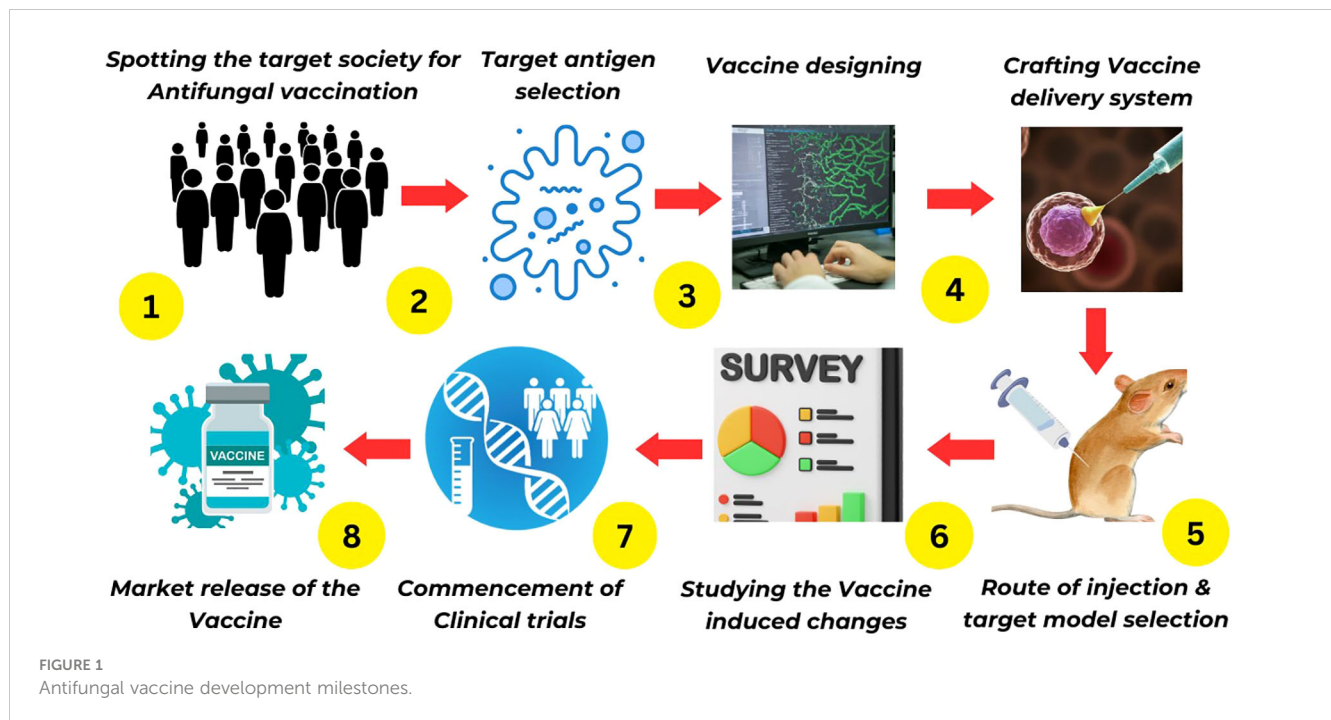 Spotting the target society for
Antifungal vaccination
Target antigen
selection
Vaccine designing
Crafting Vaccine
delivery system
1
2
3
4
SURVEY
VACCINE
8
7
6
5
Market release of the
Vaccine
Commencement of
Clinical trials
Studying the Vaccine
induced changes
Route of injection &
target model selection
FIGURE 1
Antifungal vaccine development milestones.